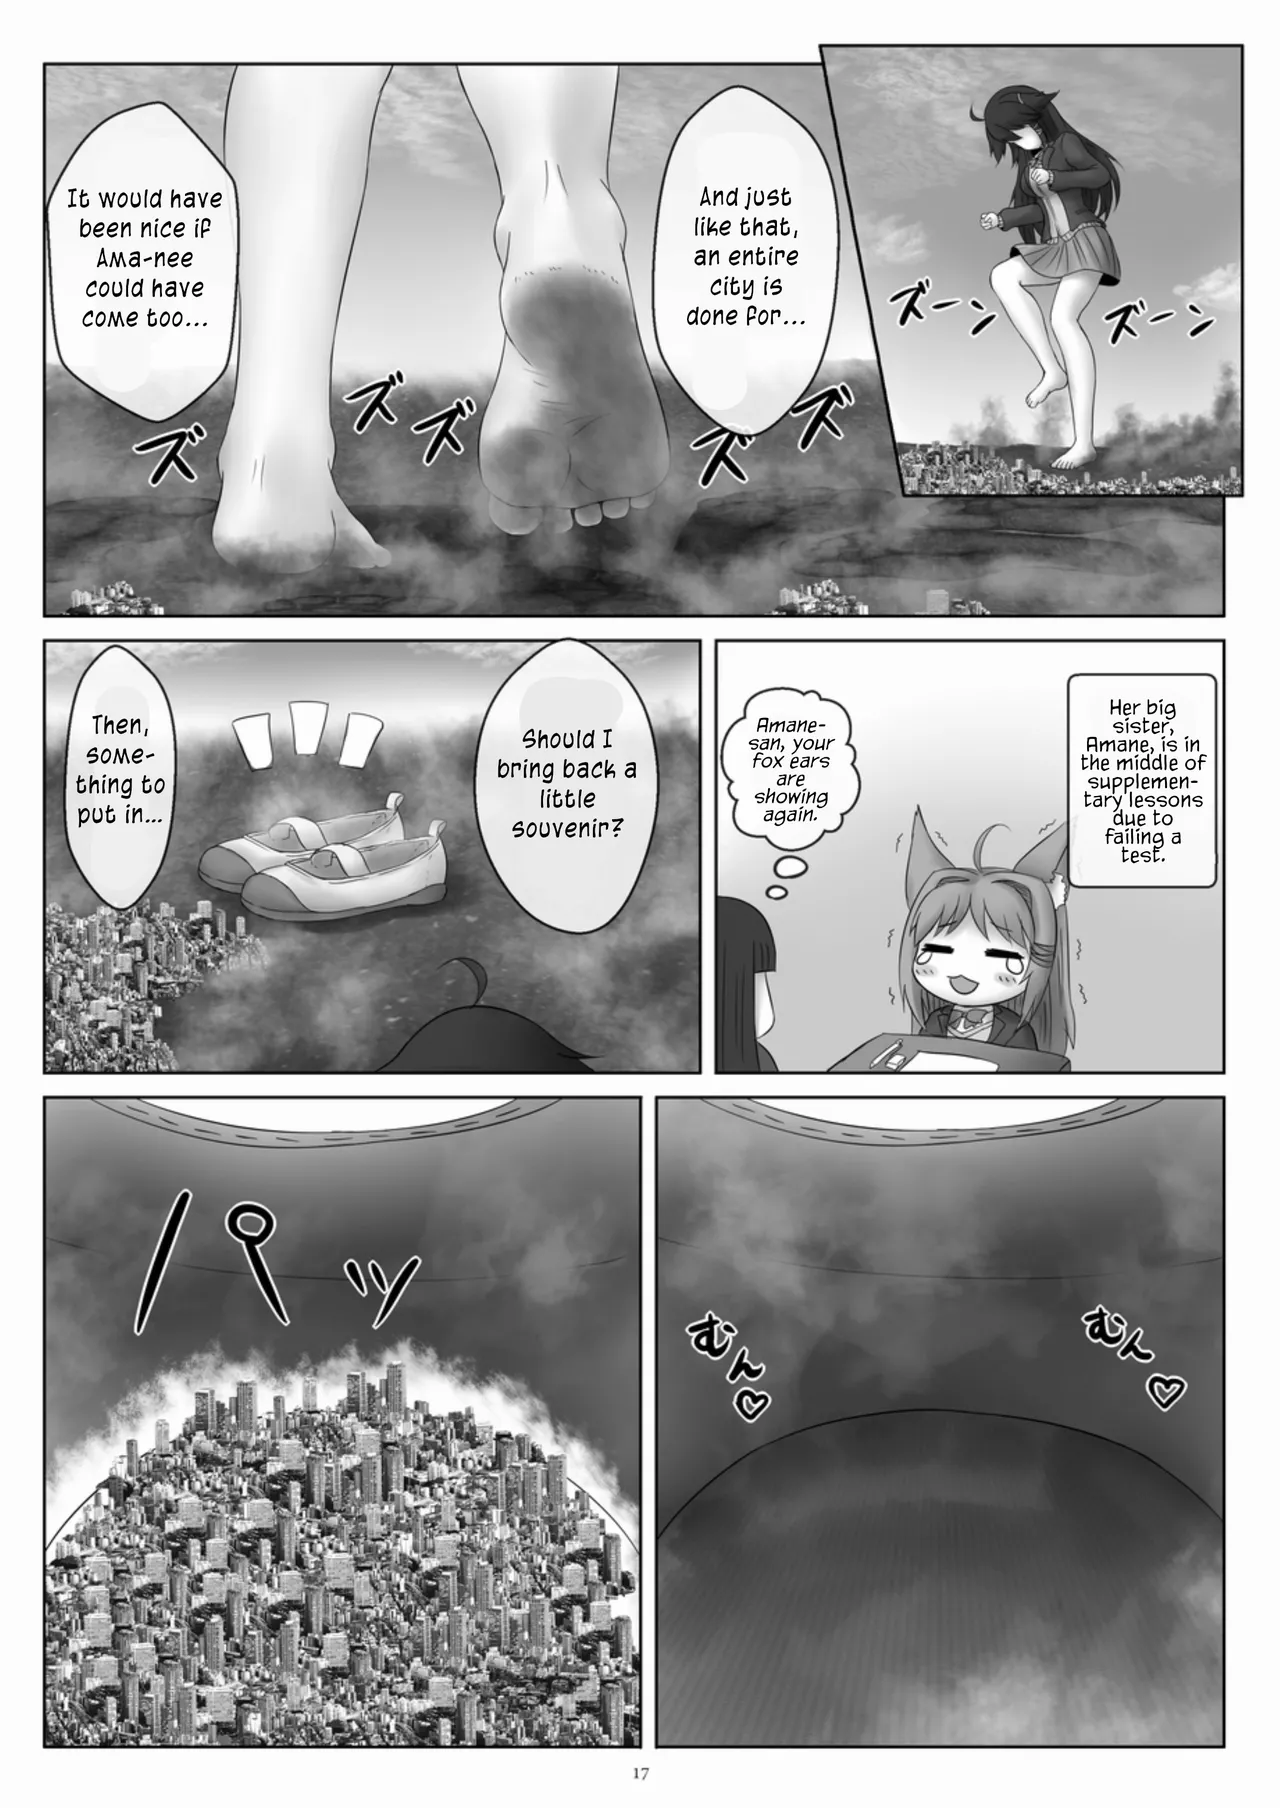 ズーン
ズーン
And just
like that,
an entire
city is
done for...
It would have
been nice if
Ama-nee
could have
come too...
ズ
ズ
ズ
ズ
ズ
ズ
Her big
sister,
Amane, is in
the middle of
supplemen-
tary lessons
due to
failing a
test.
Amane-
san, your
fox ears
are
showing
again.
Should I
bring back a
little
souvenir?
Then,
some-
thing to
put in...
むん♡
むん♡
パッ
17